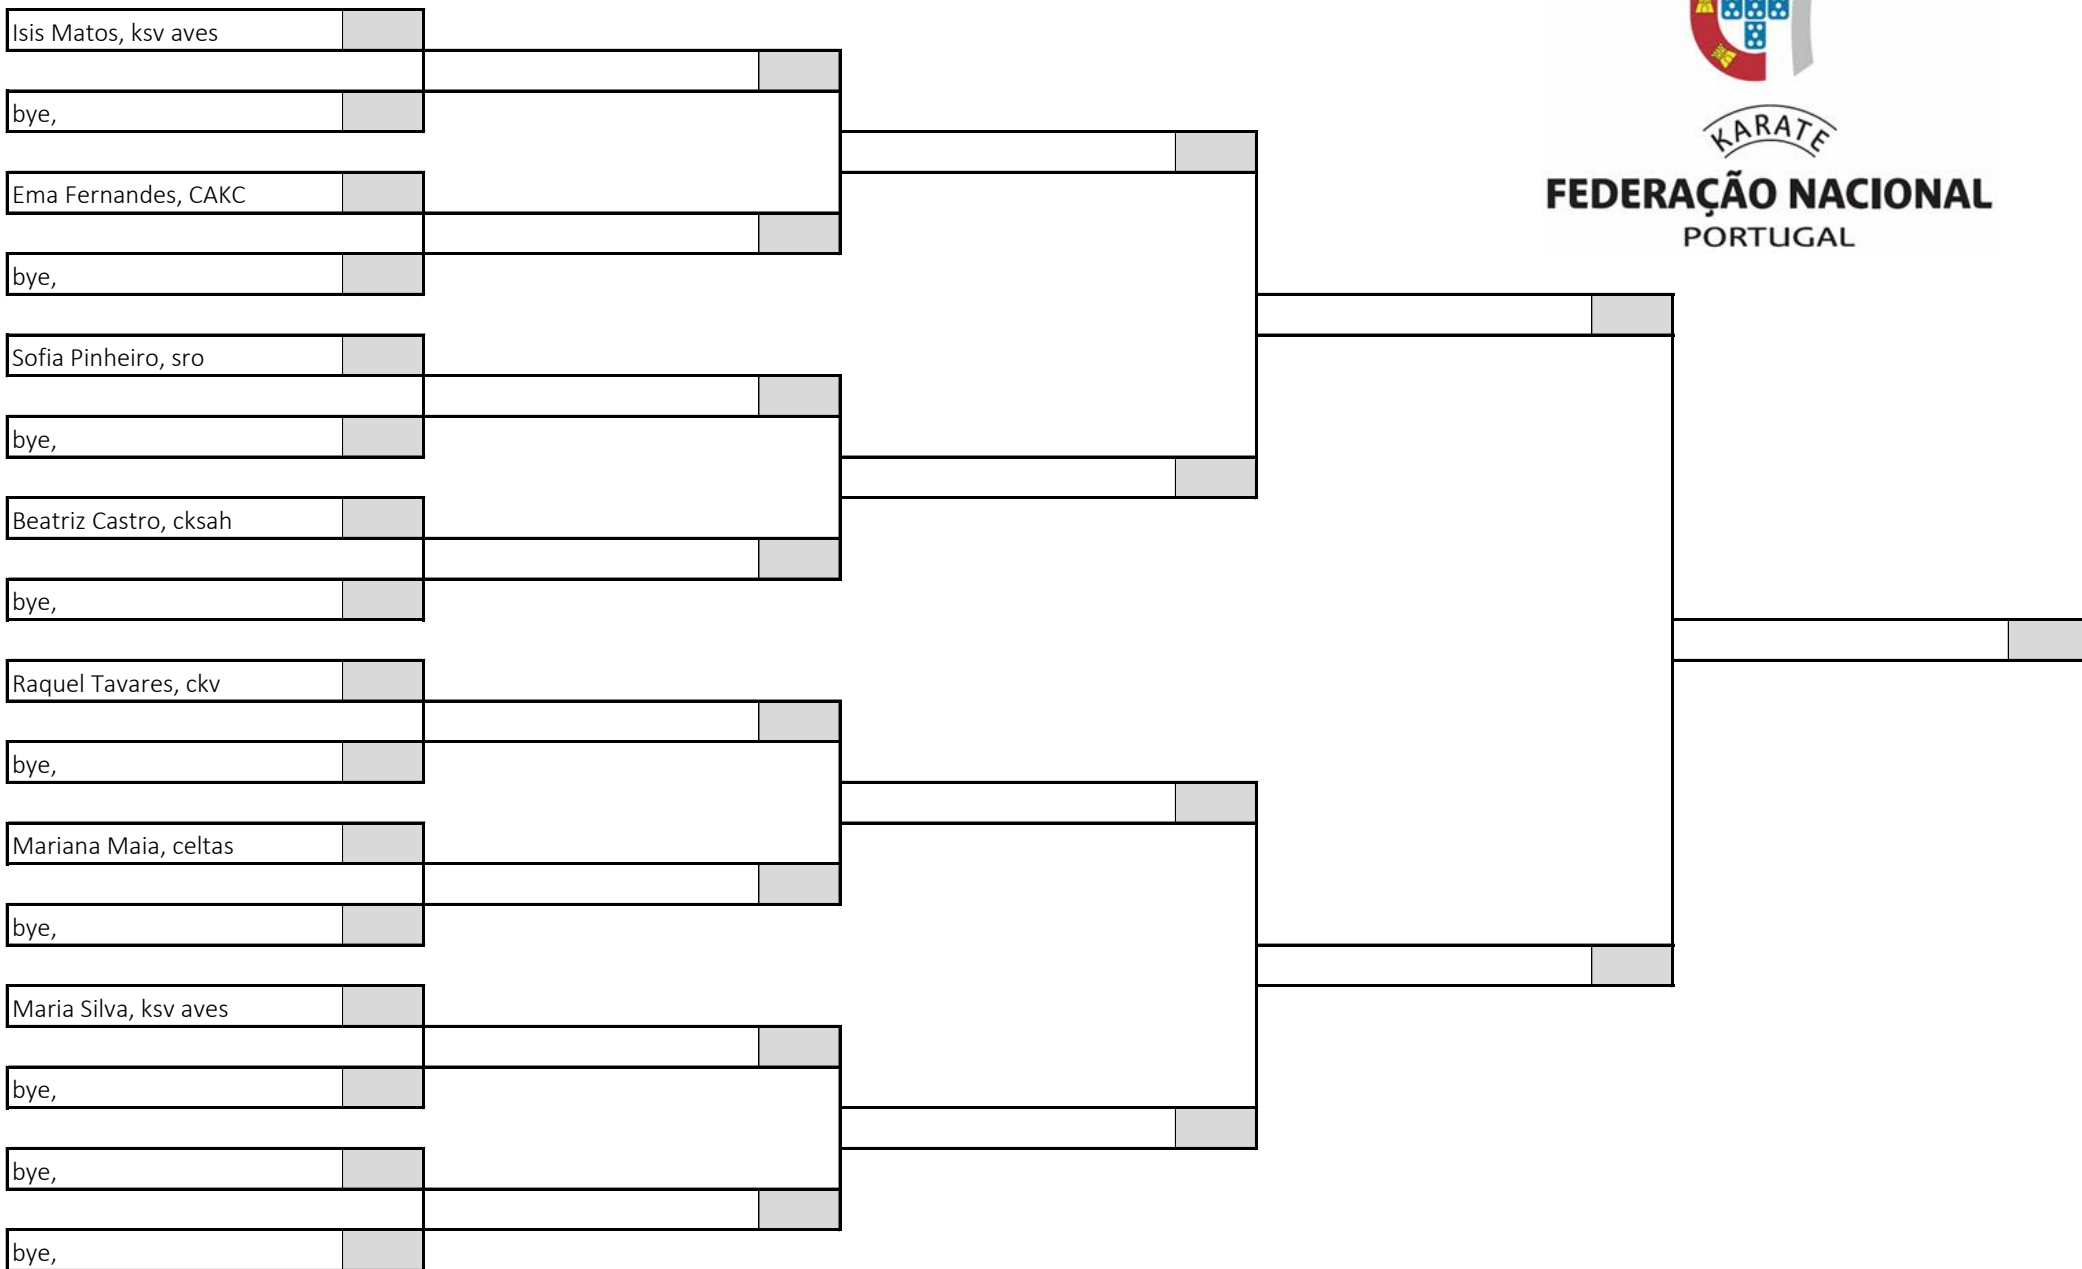 Isis Matos, ksv aves
bye,
KARATE
Ema Fernandes, CAKC
FEDERAÇÃO NACIONAL
PORTUGAL
bye,
Sofia Pinheiro, sro
bye,
Beatriz Castro, cksah
bye,
Raquel Tavares, ckv
bye,
Mariana Maia, celtas
bye,
Maria Silva, ksv aves
bye,
bye,
bye,